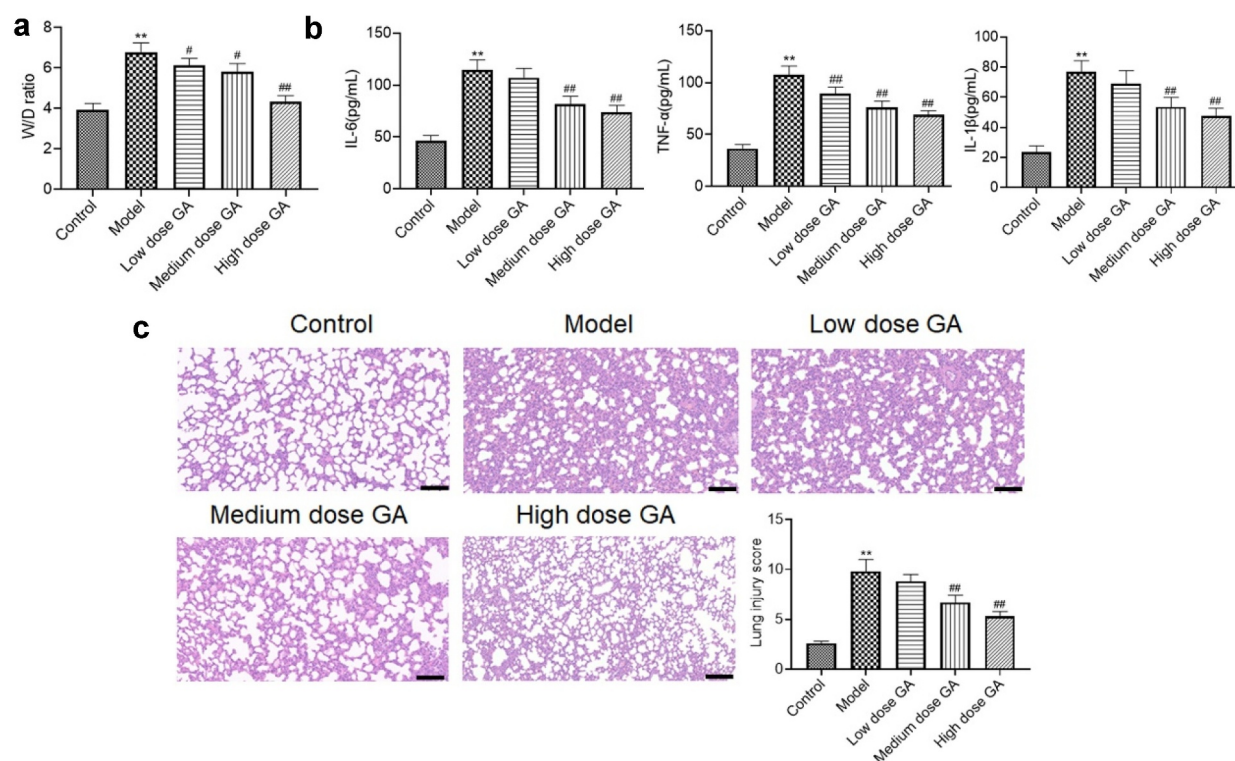 a
W/D ratio
8
6
4
2
0
**
#
#
##
Control
Model
Low dose GA
Medium dose GA
High dose GA
b
IL-6(pg/mL)
150
100
50
0
**
##
##
Control
Model
Low dose GA
Medium dose GA
High dose GA
TNF-α(pg/mL)
150
100
50
0
**
##
##
##
Control
Model
Low dose GA
Medium dose GA
High dose GA
IL-1β(pg/mL)
100
80
60
40
20
0
**
##
##
Control
Model
Low dose GA
Medium dose GA
High dose GA
c
Control
Model
Low dose GA
Medium dose GA
High dose GA
Lung injury score
15
10
5
0
**
##
##
Control
Model
Low dose GA
Medium dose GA
High dose GA